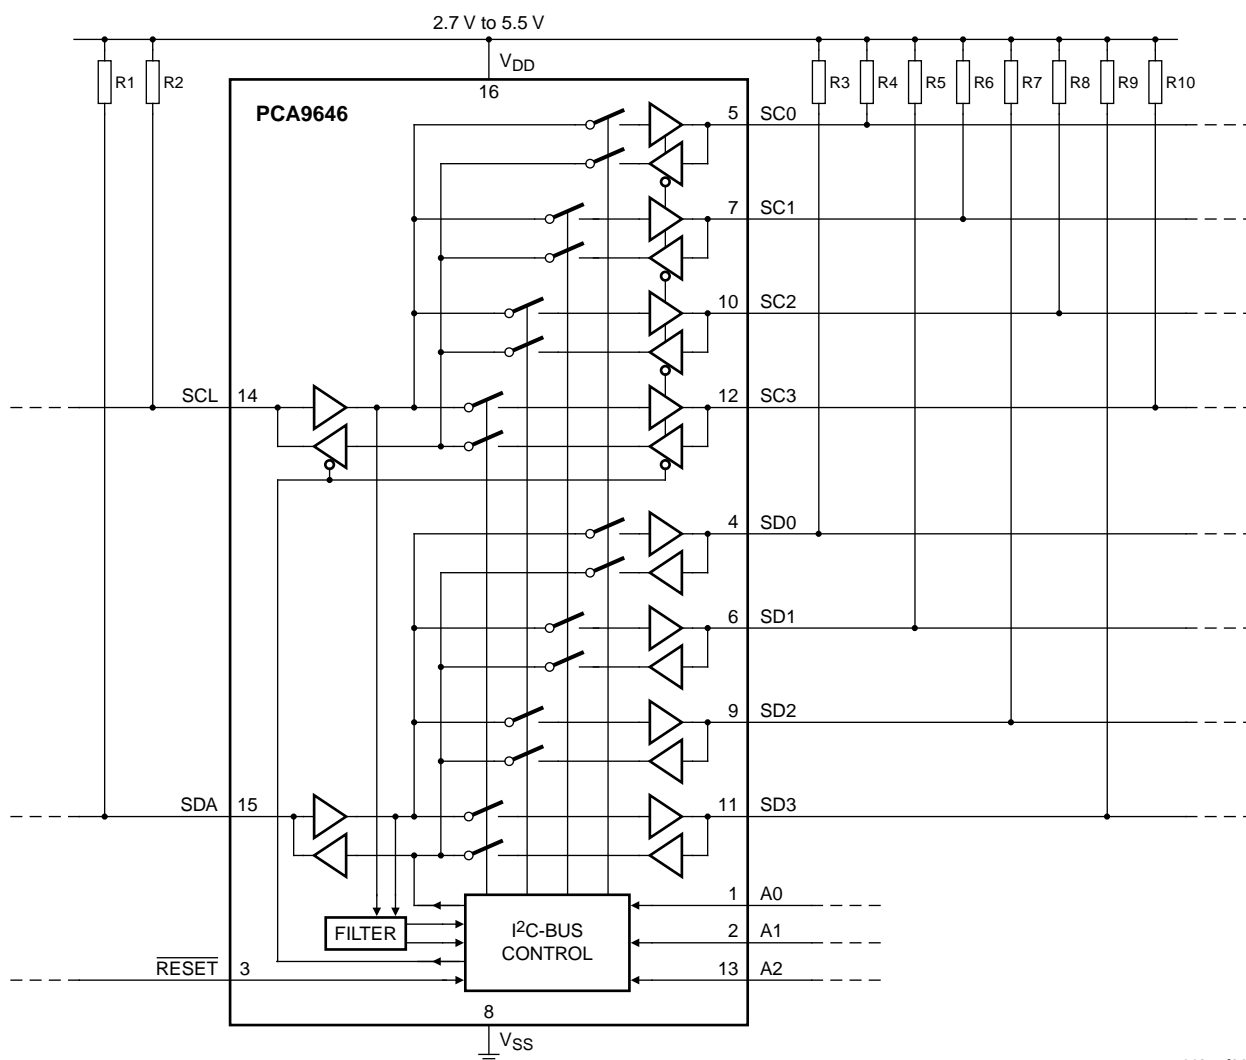 2.7 V to 5.5 V
R1 R2 VDD R3 R4 R5 R6 R7 R8 R9 R10
16
PCA9646
5 SC0
7 SC1
10 SC2
SCL 14 12 SC3
4 SD0
6 SD1
9 SD2
SDA 15 11 SD3
1 A0
FILTER I²C-BUS CONTROL 2 A1
RESET 3 13 A2
8
VSS